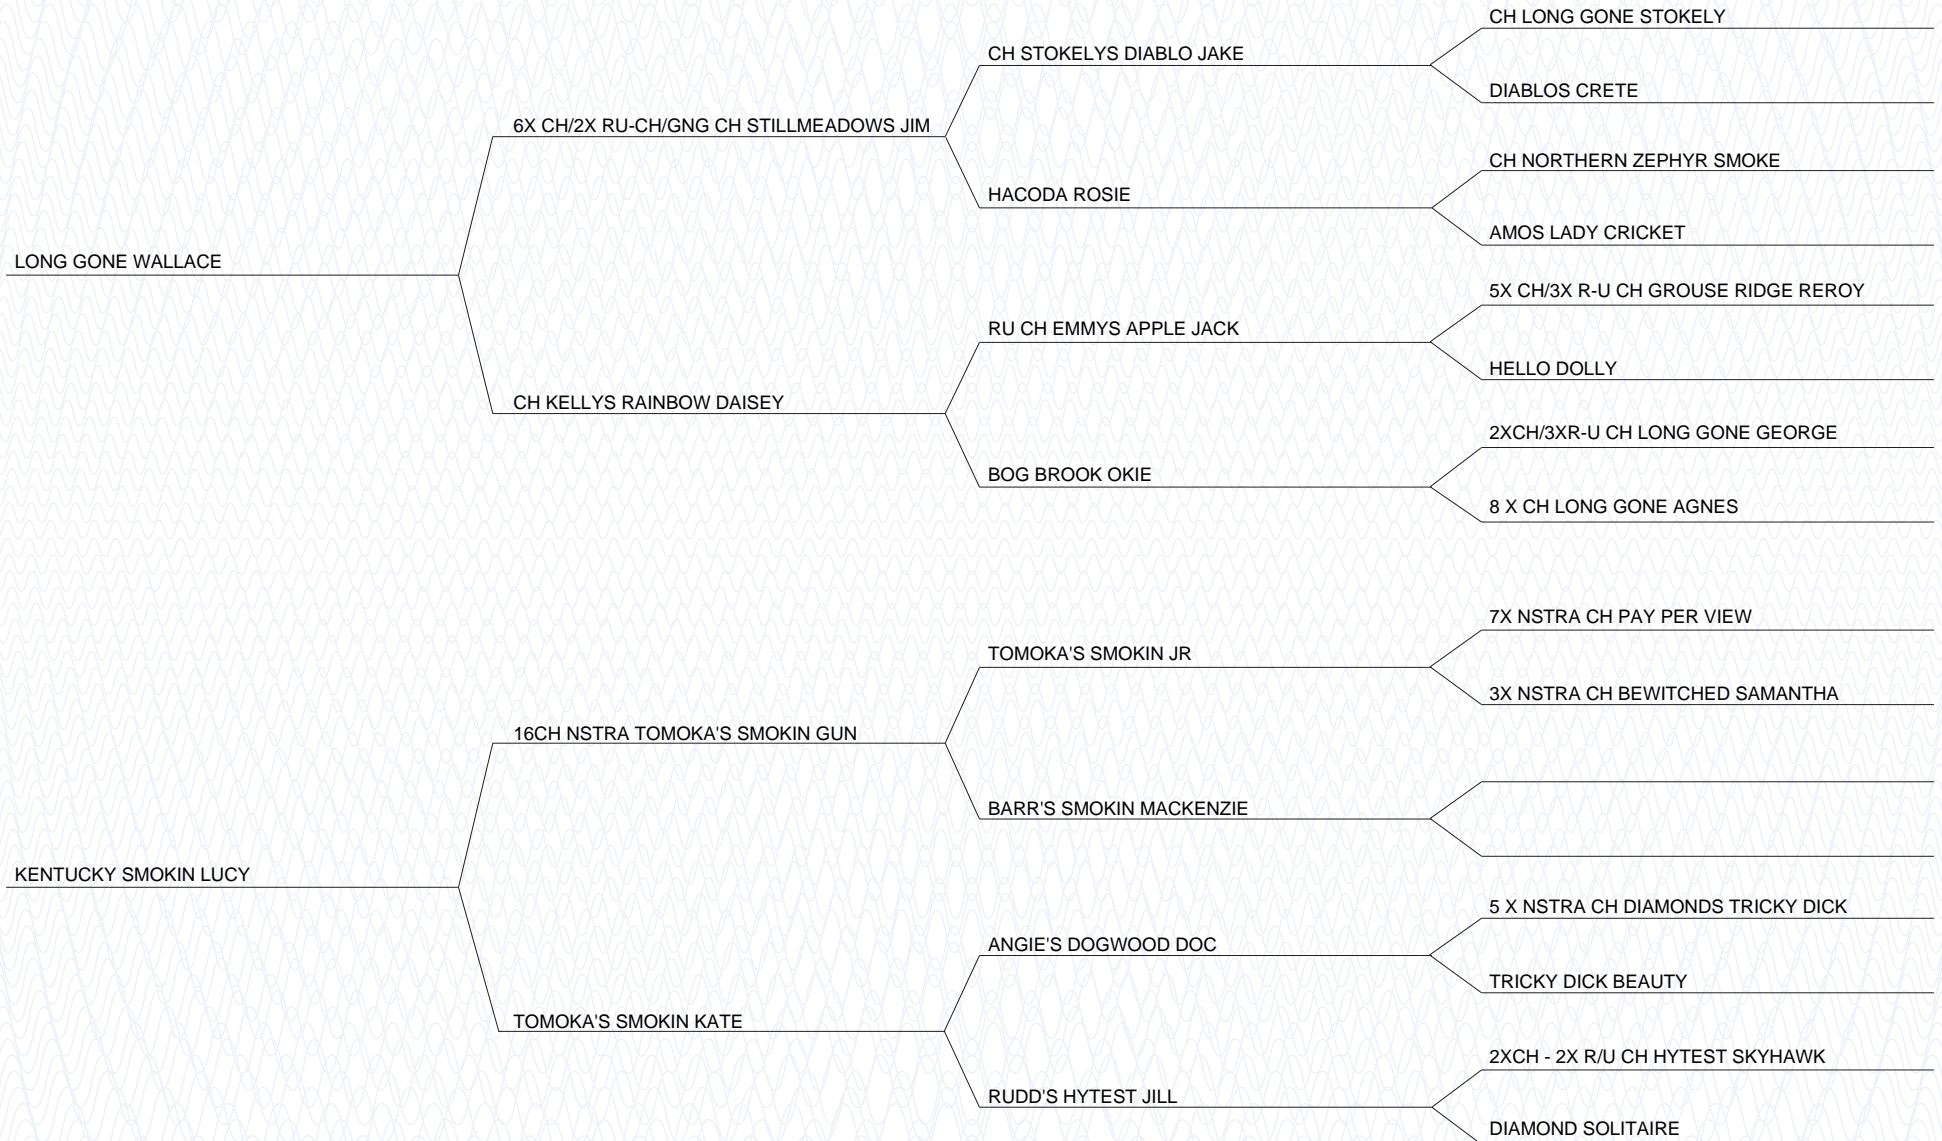 CH LONG GONE STOKELY
CH STOKELYS DIABLO JAKE
DIABLOS CRETE
6X CH/2X RU-CH/GNG CH STILLMEADOWS JIM
CH NORTHERN ZEPHYR SMOKE
HACODA ROSIE
AMOS LADY CRICKET
LONG GONE WALLACE
5X CH/3X R-U CH GROUSE RIDGE REROY
RU CH EMMYS APPLE JACK
HELLO DOLLY
CH KELLYS RAINBOW DAISEY
2XCH/3XR-U CH LONG GONE GEORGE
BOG BROOK OKIE
8 X CH LONG GONE AGNES
7X NSTRA CH PAY PER VIEW
TOMOKA'S SMOKIN JR
3X NSTRA CH BEWITCHED SAMANTHA
16CH NSTRA TOMOKA'S SMOKIN GUN
BARR'S SMOKIN MACKENZIE
KENTUCKY SMOKIN LUCY
5 X NSTRA CH DIAMONDS TRICKY DICK
ANGIE'S DOGWOOD DOC
TRICKY DICK BEAUTY
TOMOKA'S SMOKIN KATE
2XCH - 2X R/U CH HYTEST SKYHAWK
RUDD'S HYTEST JILL
DIAMOND SOLITAIRE